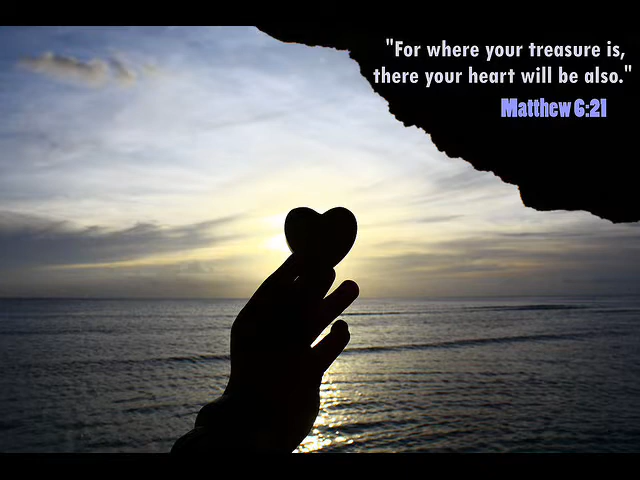 "For where your treasure is,
there your heart will be also."
Matthew 6:21